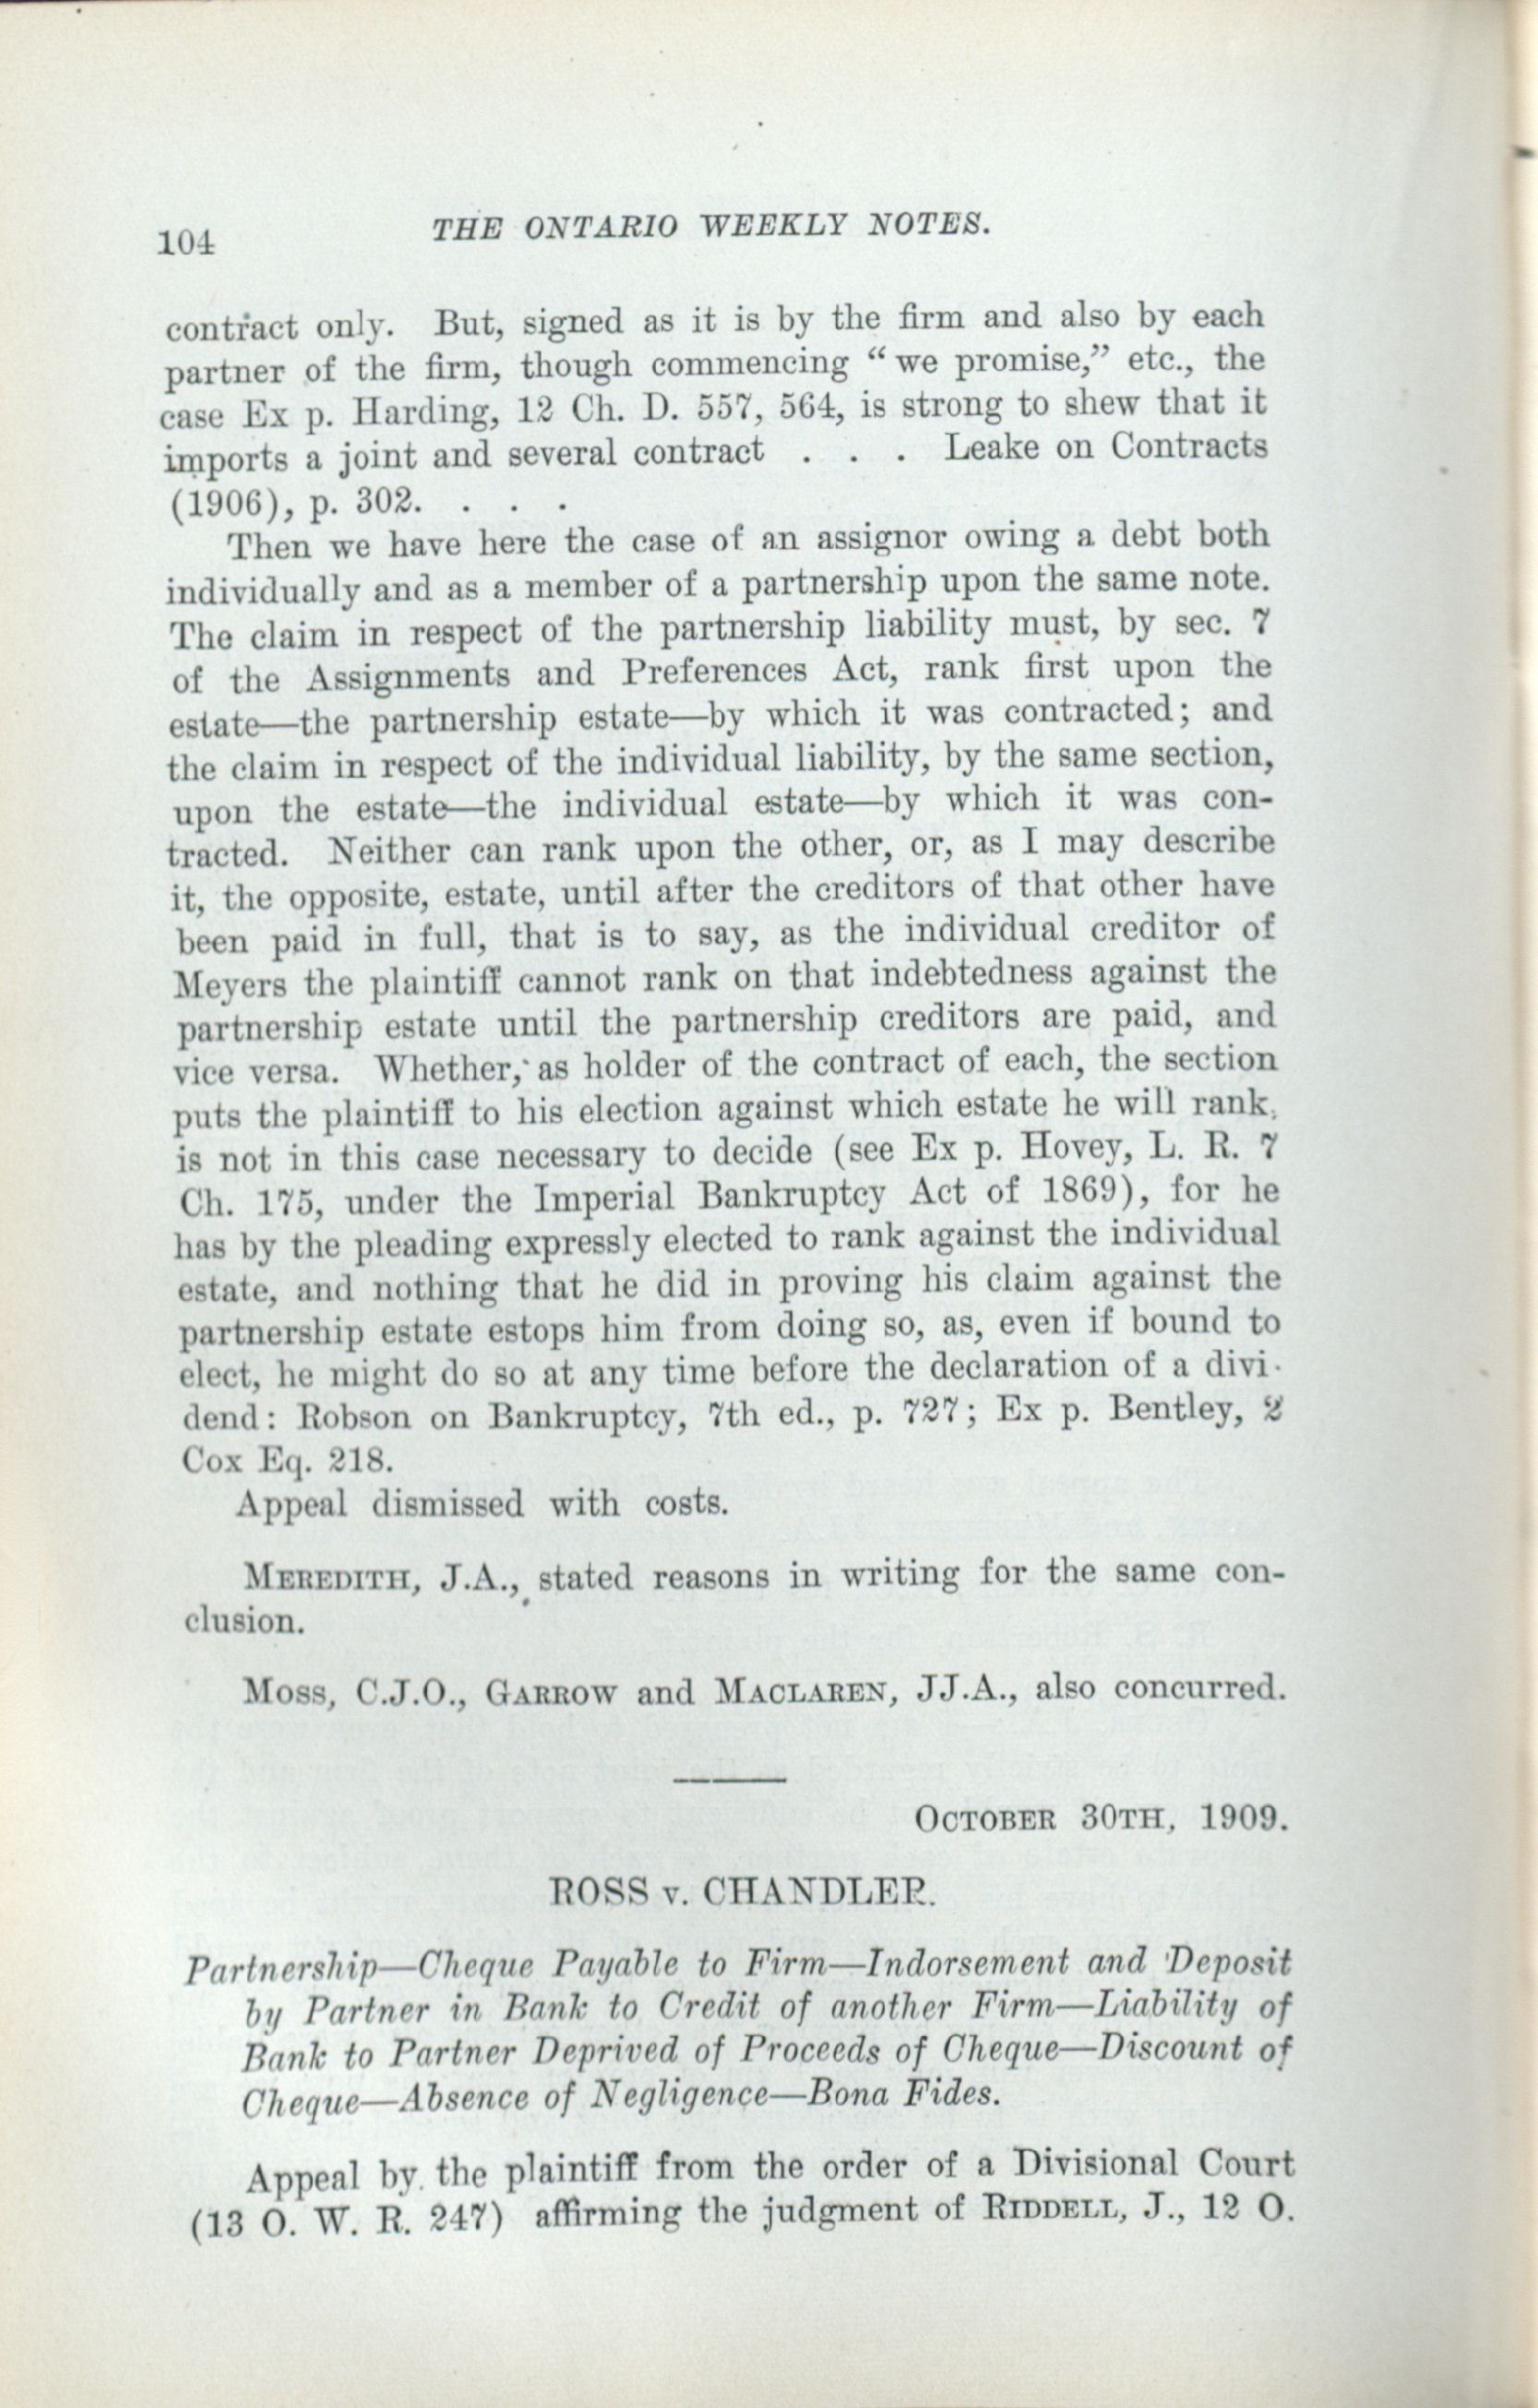 104
THE ONTARIO WEEKLY NOTES.
contract only. But, signed as it is by the firm and also by each
partner of the firm, though commencing “we promise,” etc., the
case Ex p. Harding, 12 Ch. D. 557, 564, is strong to shew that it
imports a joint and several contract . . . Leake on Contracts
(1906), p. 302. . . .
Then we have here the case of an assignor owing a debt both
individually and as a member of a partnership upon the same note.
The claim in respect of the partnership liability must, by sec. 7
of the Assignments and Preferences Act, rank first upon the
estate—the partnership estate—by which it was contracted; and
the claim in respect of the individual liability, by the same section,
upon the estate—the individual estate—by which it was con-
tracted. Neither can rank upon the other, or, as I may describe
it, the opposite, estate, until after the creditors of that other have
been paid in full, that is to say, as the individual creditor of
Meyers the plaintiff cannot rank on that indebtedness against the
partnership estate until the partnership creditors are paid, and
vice versa. Whether, as holder of the contract of each, the section
puts the plaintiff to his election against which estate he will rank,
is not in this case necessary to decide (see Ex p. Hovey, L. R. 7
Ch. 175, under the Imperial Bankruptcy Act of 1869), for he
has by the pleading expressly elected to rank against the individual
estate, and nothing that he did in proving his claim against the
partnership estate estops him from doing so, as, even if bound to
elect, he might do so at any time before the declaration of a divi-
dend: Robson on Bankruptcy, 7th ed., p. 727; Ex p. Bentley, 2
Cox Eq. 218.
Appeal dismissed with costs.
MEREDITH, J.A., stated reasons in writing for the same con-
clusion.
MOSS, C.J.O., GARROW and MACLAREN, JJ.A., also concurred.
OCTOBER 30TH, 1909.
ROSS v. CHANDLER.
Partnership—Cheque Payable to Firm—Indorsement and Deposit
by Partner in Bank to Credit of another Firm—Liability of
Bank to Partner Deprived of Proceeds of Cheque—Discount of
Cheque—Absence of Negligence—Bona Fides.
Appeal by the plaintiff from the order of a Divisional Court
(13 O. W. R. 247) affirming the judgment of RIDDELL, J., 12 O.